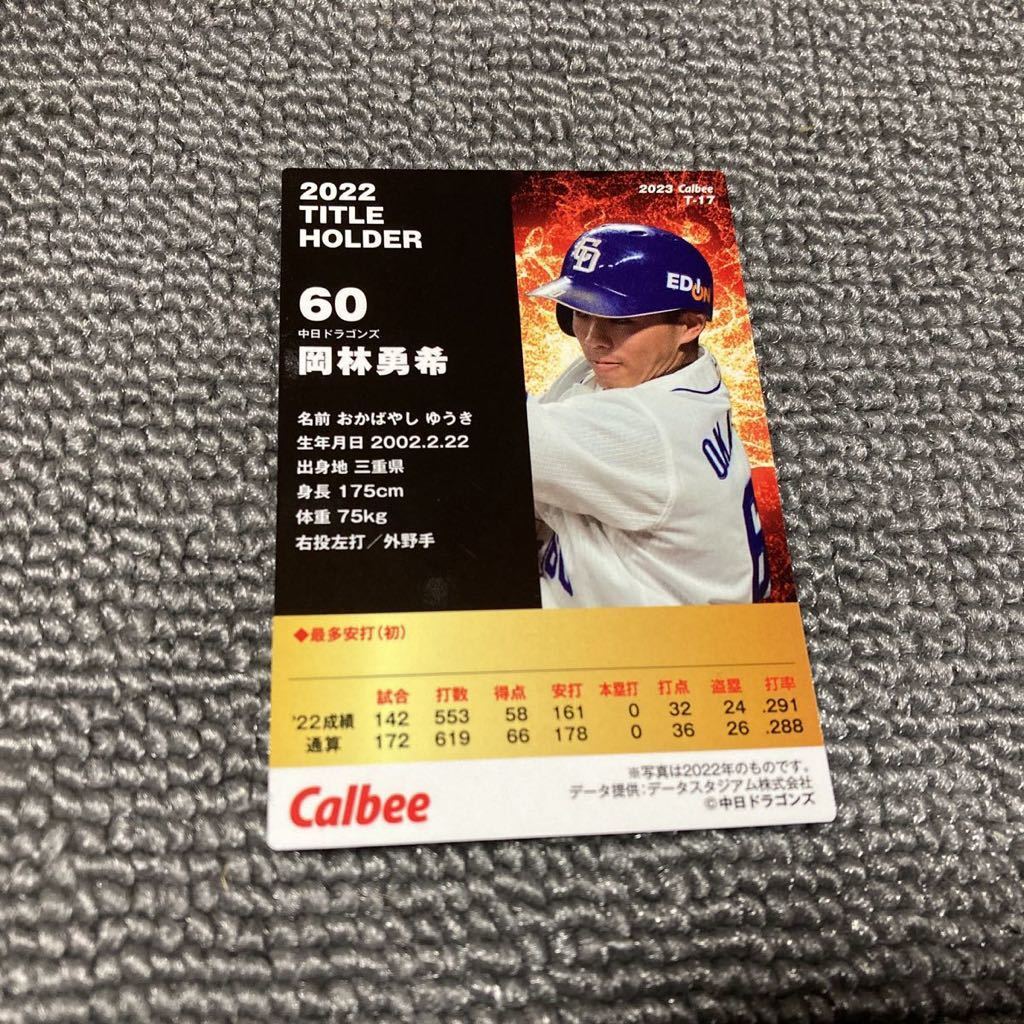 2022
TITLE
HOLDER
2023 Calbee
T-17
60
中日ドラゴンズ
岡林勇希
名前 おかばやし ゆうき
生年月日 2002.2.22
出身地 三重県
身長 175cm
体重 75kg
右投左打／外野手
CD
EDION
OKA
6
◆最多安打(初)
試合 打数 得点 安打 本塁打 打点 盗塁 打率
'22成績 142 553 58 161 0 32 24 .291
通算 172 619 66 178 0 36 26 .288
Calbee
※写真は2022年のものです。
データ提供:データスタジアム株式会社
©中日ドラゴンズ